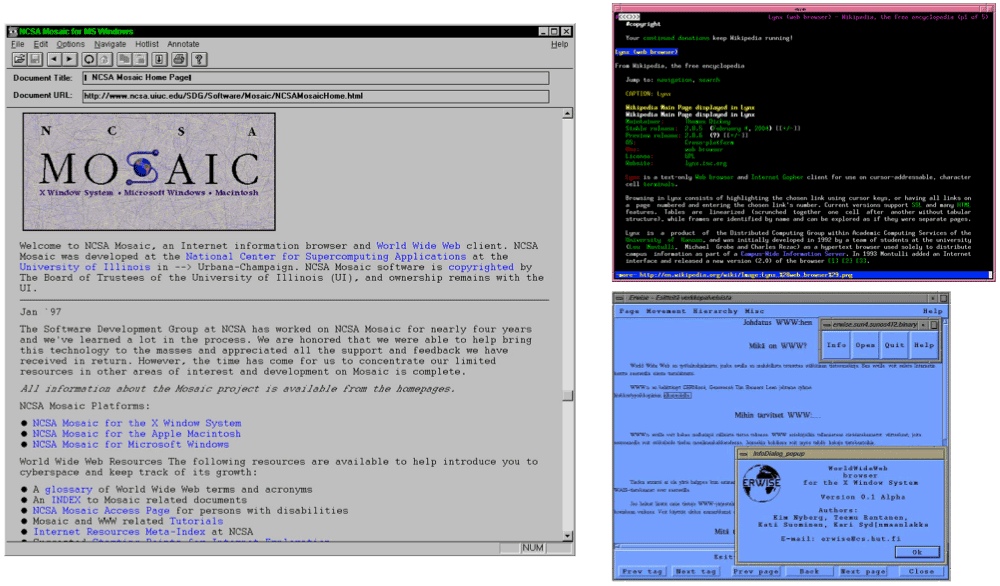 NCSA Mosaic for MS Windows
File Edit Options Navigate Hotlist Annotate Help
Document Title: NCSA Mosaic Home Page
Document URL: http://www.ncsa.uiuc.edu/SDG/Software/Mosaic/NCSAMosaicHome.html
N C S A
MOSAIC
X Window System • Microsoft Windows • Macintosh
Welcome to NCSA Mosaic, an Internet information browser and World Wide Web client. NCSA
Mosaic was developed at the National Center for Supercomputing Applications at the
University of Illinois in --> Urbana-Champaign. NCSA Mosaic software is copyrighted by
The Board of Trustees of the University of Illinois (UI), and ownership remains with the
UI.
Jan `97
The Software Development Group at NCSA has worked on NCSA Mosaic for nearly four years
and we've learned a lot in the process. We are honored that we were able to help bring
this technology to the masses and appreciated all the support and feedback we have
received in return. However, the time has come for us to concentrate our limited
resources in other areas of interest and development on Mosaic is complete.
All information about the Mosaic project is available from the homepages.
NCSA Mosaic Platforms:
● NCSA Mosaic for the X Window System
● NCSA Mosaic for the Apple Macintosh
● NCSA Mosaic for Microsoft Windows
World Wide Web Resources The following resources are available to help introduce you to
cyberspace and keep track of its growth:
● A glossary of World Wide Web terms and acronyms
● An INDEX to Mosaic related documents
● NCSA Mosaic Access Page for persons with disabilities
● Mosaic and WWW related Tutorials
● Internet Resources Meta-Index at NCSA
NUM
Lynx (web browser) - Wikipedia, the free encyclopedia (p1 of 5)
#copyright
Your continued donations keep Wikipedia running!
Lynx (web browser)
From Wikipedia, the free encyclopedia
Jump to: navigation, search
CAPTION: Lynx
Wikipedia Main Page displayed in Lynx
Wikipedia Main Page displayed in Lynx
Maintainer: Thomas Dickey
Stable release: 2.8.5 (February 4, 2004) [[+/-]]
Preview release: 2.8.6 (?) [[+/-]]
OS: Cross-platform
Use: web browser
License: GPL
Website: lynx.isc.org
Lynx is a text-only Web browser and Internet Gopher client for use on cursor-addressable, character
cell terminals.
Browsing in Lynx consists of highlighting the chosen link using cursor keys, or having all links on
a page numbered and entering the chosen link's number. Current versions support SSL and many HTML
features. Tables are linearized (scrunched together one cell after another without tabular
structure), while frames are identified by name and can be explored as if they were separate pages.
Lynx is a product of the Distributed Computing Group within Academic Computing Services of the
University of Kansas, and was initially developed in 1992 by a team of students at the university
(Lou Montulli, Michael Grobe and Charles Rezac) as a hypertext browser used solely to distribute
campus information as part of a Campus-Wide Information Server. In 1993 Montulli added an Internet
interface and released a new version (2.0) of the browser [1] [2] [3].
-more- http://en.wikipedia.org/wiki/Image:Lynx_%28web_browser%29.png
Erwise - Esittelyä verkkopalveluista
Page Movement Hierarchy Misc Help
Johdatus WWW:hen
erwise.sun4.sunos412.binary
Info Open Quit Help
Mikä on WWW?
Mihin tarvitset WWW:...
InfoDialog_popup
ERWISE
WorldWideWeb
browser
for the X Window System
Version 0.1 Alpha
Authors:
Kim Nyberg, Teemu Rantanen,
Kati Suominen, Kari Syd[nmaanlakka
E-mail: erwise@cs.hut.fi
Ok
Prev tag Next tag Prev page Back Next page Close